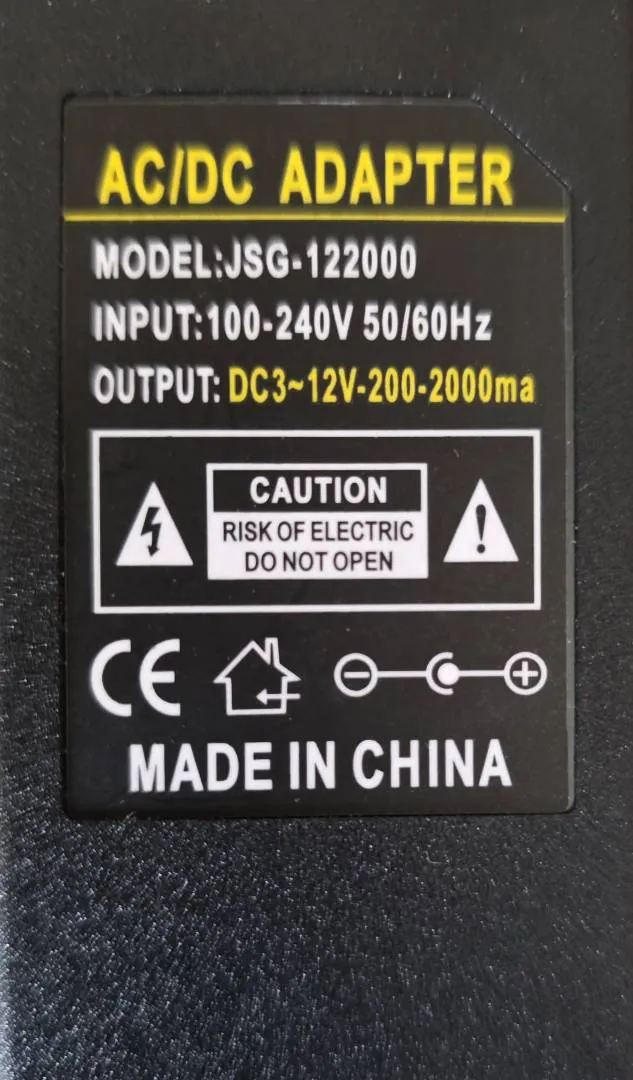 AC/DC ADAPTER
MODEL:JSG-122000
INPUT:100-240V 50/60Hz
OUTPUT: DC3~12V-200-2000ma
CAUTION
RISK OF ELECTRIC
DO NOT OPEN
CE
MADE IN CHINA